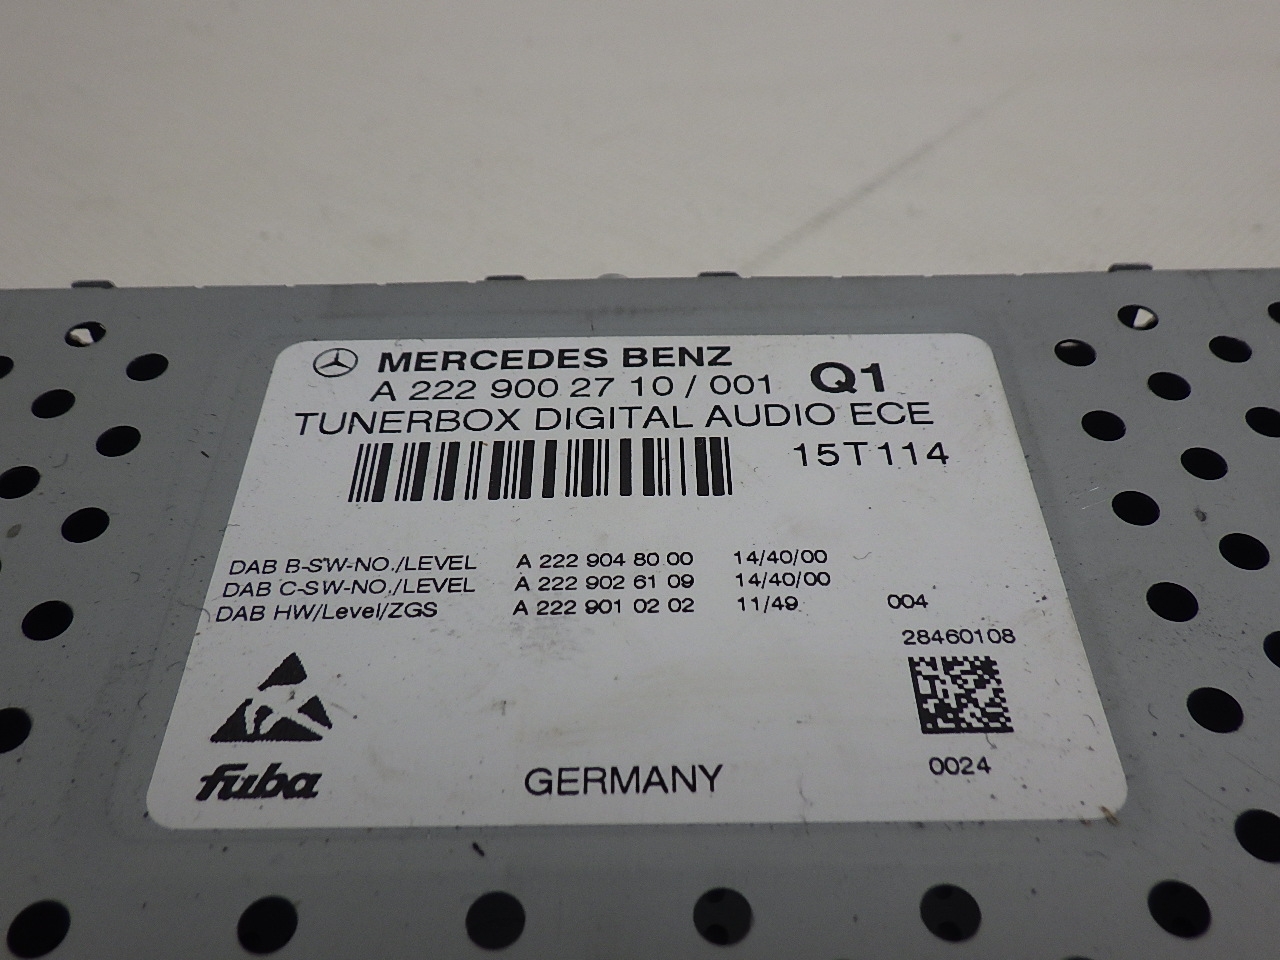 MERCEDES BENZ
A 222 900 27 10 / 001 Q1
TUNERBOX DIGITAL AUDIO ECE
15T114
DAB B-SW-NO./LEVEL A 222 904 80 00 14/40/00
DAB C-SW-NO./LEVEL A 222 902 61 09 14/40/00
DAB HW/Level/ZGS A 222 901 02 02 11/49 004
28460108
0024
fuba
GERMANY